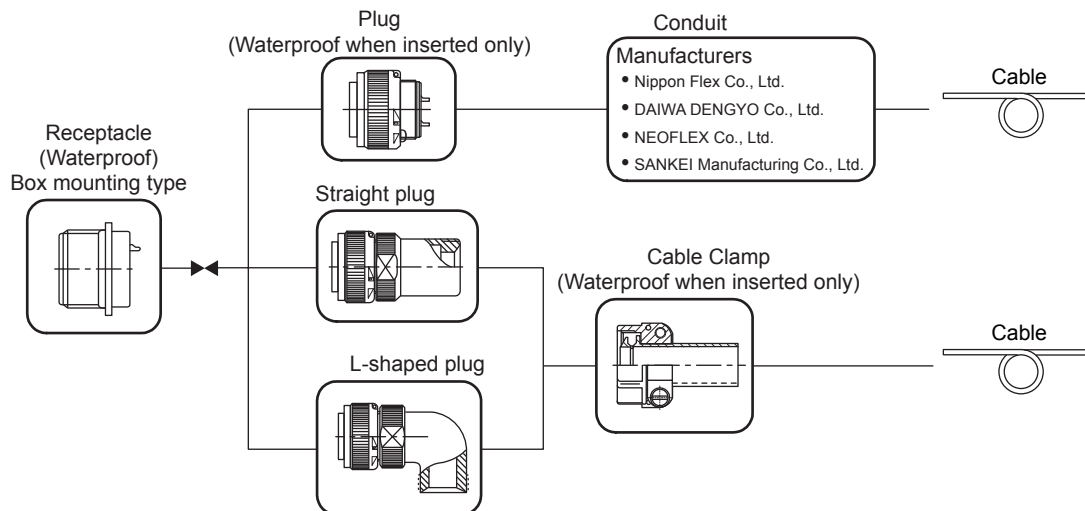 Plug
(Waterproof when inserted only)
Conduit
Manufacturers
• Nippon Flex Co., Ltd.
• DAIWA DENGYO Co., Ltd.
• NEOFLEX Co., Ltd.
• SANKEI Manufacturing Co., Ltd.
Cable
Receptacle
(Waterproof)
Box mounting type
Straight plug
Cable Clamp
(Waterproof when inserted only)
Cable
L-shaped plug